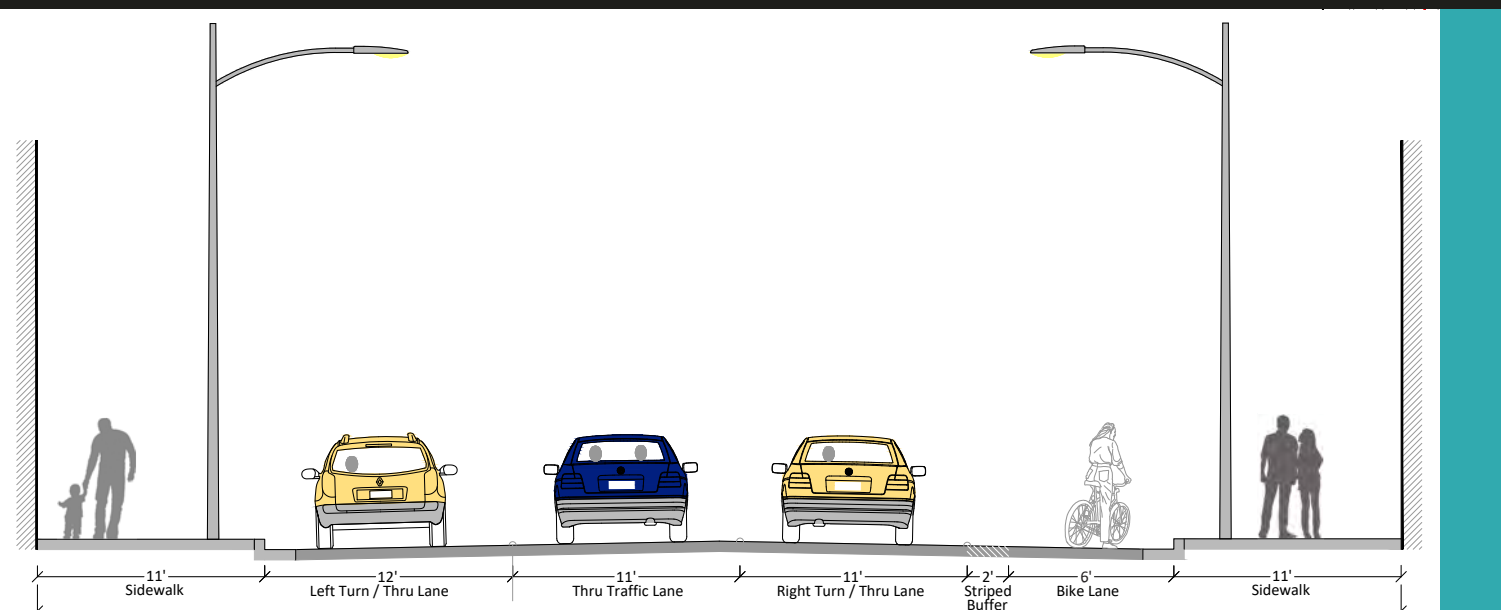 11'
Sidewalk
12'
Left Turn / Thru Lane
11'
Thru Traffic Lane
11'
Right Turn / Thru Lane
2'
Striped
Buffer
6'
Bike Lane
11'
Sidewalk